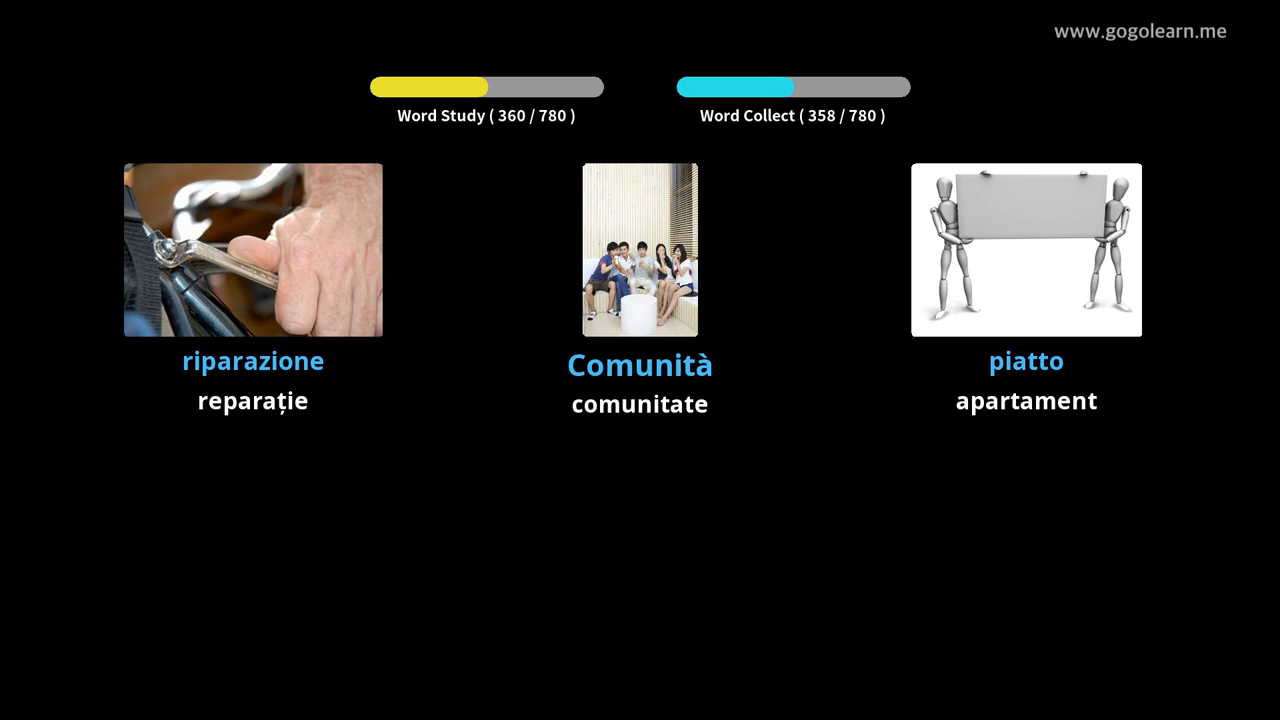 www.gogolearn.me
Word Study ( 360 / 780 )
Word Collect ( 358 / 780 )
riparazione
Comunità
piatto
reparație
comunitate
apartament